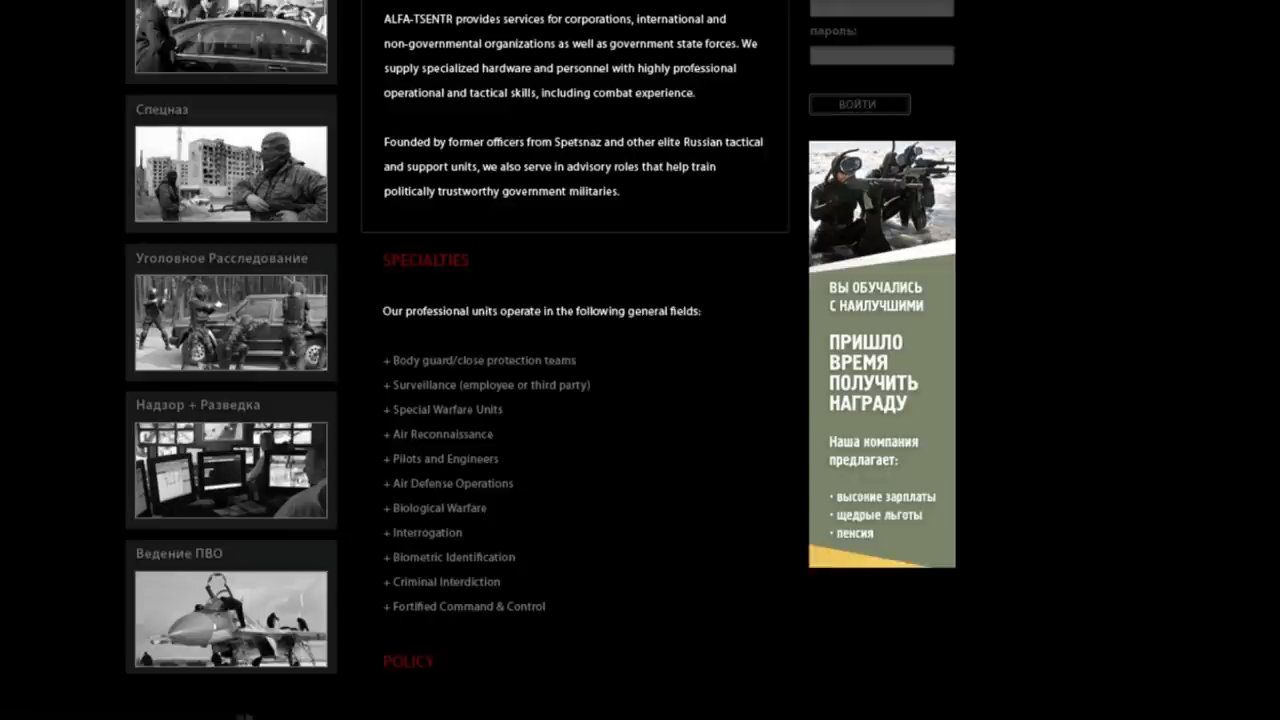 Спецназ
Уголовное Расследование
Надзор + Разведка
Ведение ПВО
ALFA-TSENTR provides services for corporations, international and
non-governmental organizations as well as government state forces. We
supply specialized hardware and personnel with highly professional
operational and tactical skills, including combat experience.
Founded by former officers from Spetsnaz and other elite Russian tactical
and support units, we also serve in advisory roles that help train
politically trustworthy government militaries.
SPECIALTIES
Our professional units operate in the following general fields:
+ Body guard/close protection teams
+ Surveillance (employee or third party)
+ Special Warfare Units
+ Air Reconnaissance
+ Pilots and Engineers
+ Air Defense Operations
+ Biological Warfare
+ Interrogation
+ Biometric Identification
+ Criminal Interdiction
+ Fortified Command & Control
POLICY
пароль:
ВОЙТИ
ВЫ ОБУЧАЛИСЬ
С НАИЛУЧШИМИ
ПРИШЛО
ВРЕМЯ
ПОЛУЧИТЬ
НАГРАДУ
Наша компания
предлагает:
• высокие зарплаты
• щедрые льготы
• пенсия